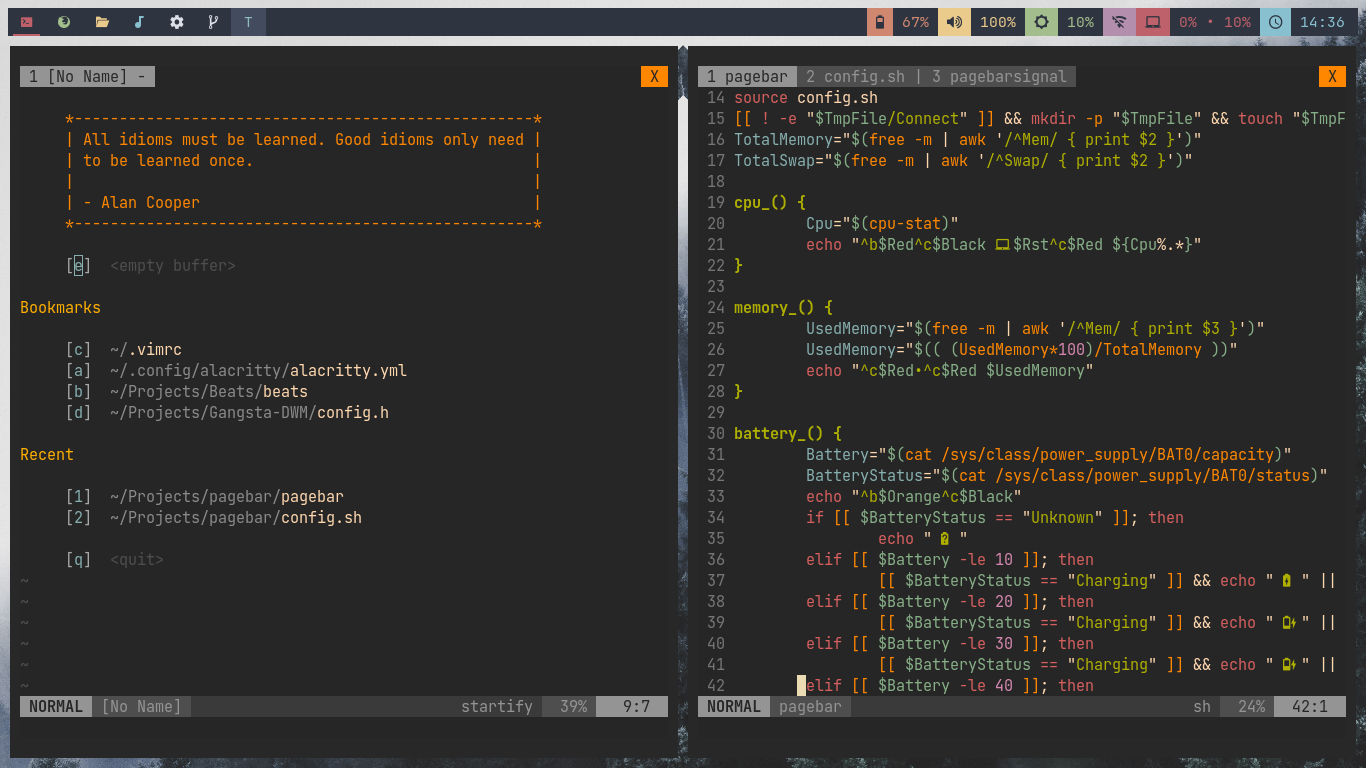 T 67% 100% 10% 0% • 10% 14:36
1 [No Name] - X
*---------------------------------------------------*
| All idioms must be learned. Good idioms only need |
| to be learned once. |
| |
| - Alan Cooper |
*---------------------------------------------------*
[e] <empty buffer>
Bookmarks
[c] ~/.vimrc
[a] ~/.config/alacritty/alacritty.yml
[b] ~/Projects/Beats/beats
[d] ~/Projects/Gangsta-DWM/config.h
Recent
[1] ~/Projects/pagebar/pagebar
[2] ~/Projects/pagebar/config.sh
[q] <quit>
~
~
~
~
~
~
NORMAL [No Name] startify 39% 9:7
1 pagebar 2 config.sh | 3 pagebarsignal X
14 source config.sh
15 [[ ! -e "$TmpFile/Connect" ]] && mkdir -p "$TmpFile" && touch "$TmpF
16 TotalMemory="$(free -m | awk '/^Mem/ { print $2 }')"
17 TotalSwap="$(free -m | awk '/^Swap/ { print $2 }')"
18
19 cpu_() {
20 Cpu="$(cpu-stat)"
21 echo "^b$Red^c$Black $Rst^c$Red ${Cpu%.*}"
22 }
23
24 memory_() {
25 UsedMemory="$(free -m | awk '/^Mem/ { print $3 }')"
26 UsedMemory="$(( (UsedMemory*100)/TotalMemory ))"
27 echo "^c$Red•^c$Red $UsedMemory"
28 }
29
30 battery_() {
31 Battery="$(cat /sys/class/power_supply/BAT0/capacity)"
32 BatteryStatus="$(cat /sys/class/power_supply/BAT0/status)"
33 echo "^b$Orange^c$Black"
34 if [[ $BatteryStatus == "Unknown" ]]; then
35 echo " "
36 elif [[ $Battery -le 10 ]]; then
37 [[ $BatteryStatus == "Charging" ]] && echo " " ||
38 elif [[ $Battery -le 20 ]]; then
39 [[ $BatteryStatus == "Charging" ]] && echo " " ||
40 elif [[ $Battery -le 30 ]]; then
41 [[ $BatteryStatus == "Charging" ]] && echo " " ||
42 elif [[ $Battery -le 40 ]]; then
NORMAL pagebar sh 24% 42:1